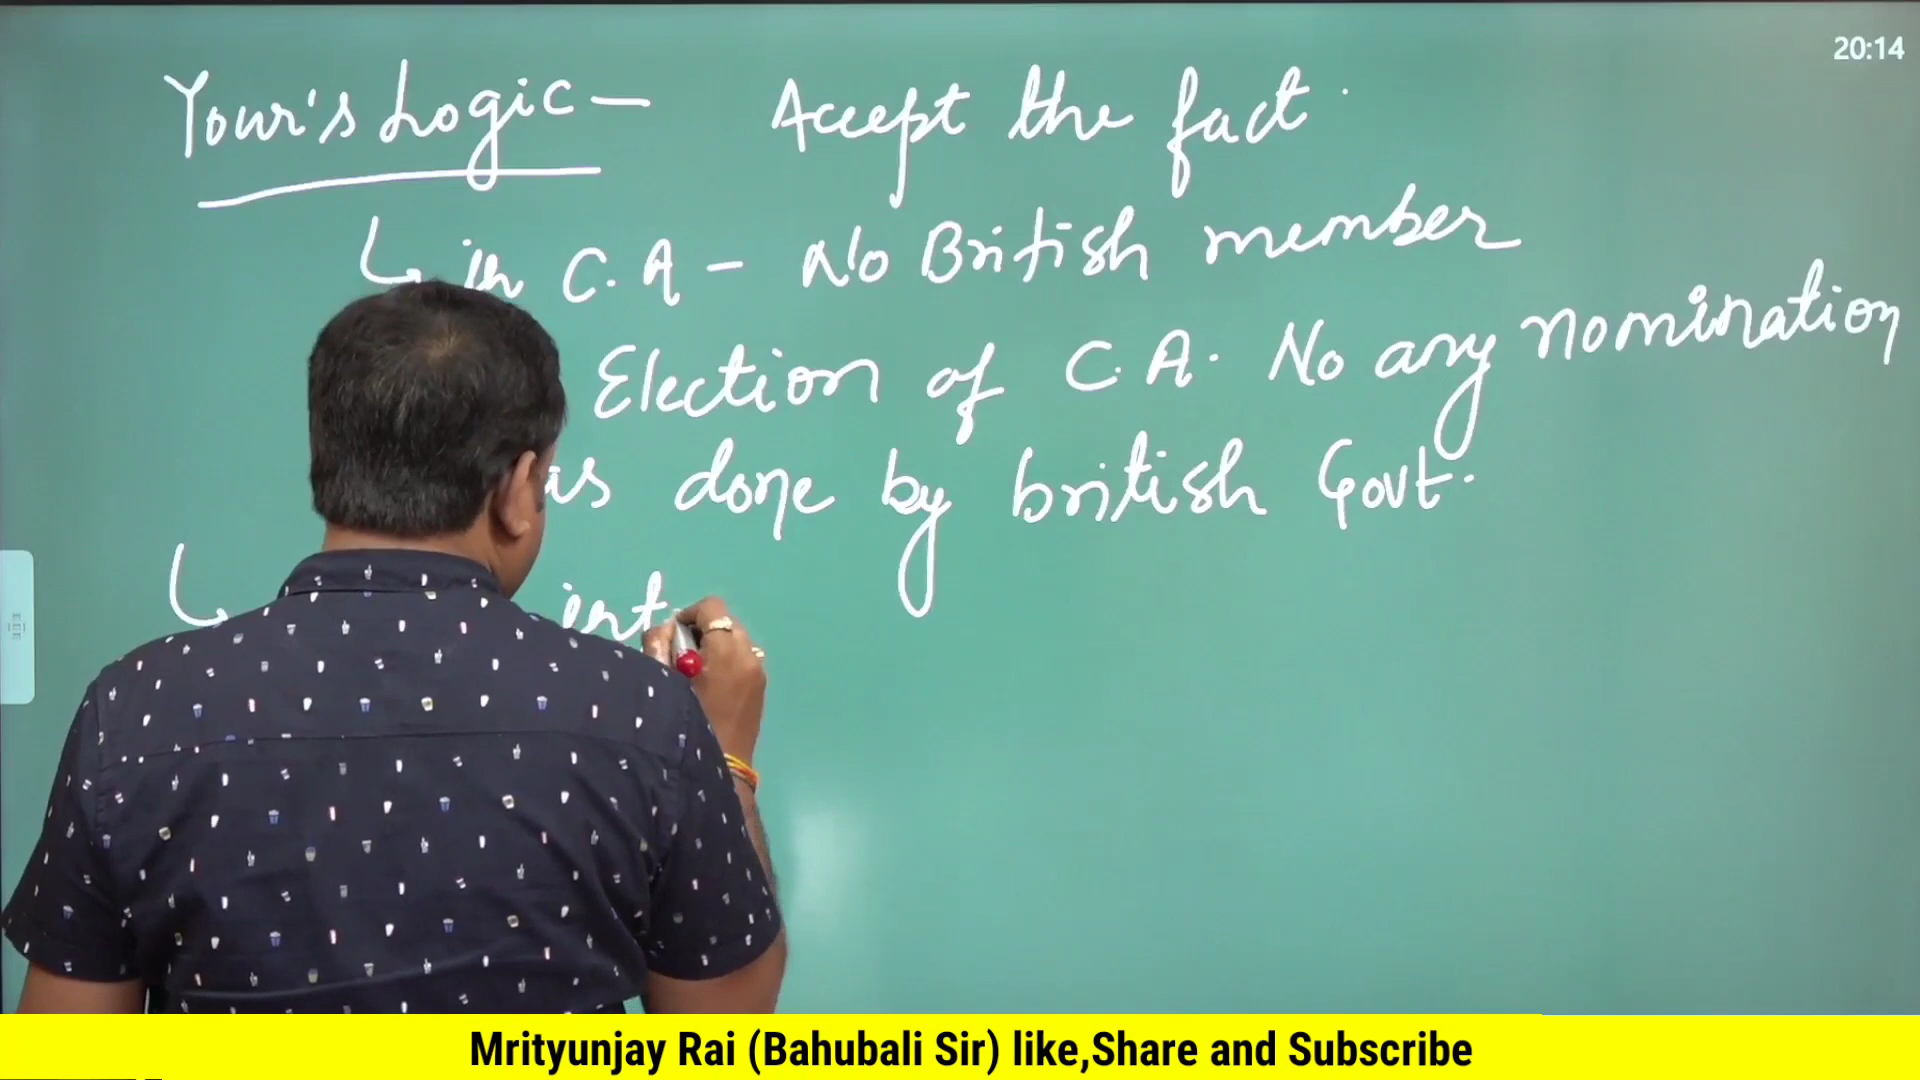 20:14
Your's Logic – Accept the fact.
in C.A – No British member
Election of C.A. No any nomination
as done by british Govt.
int
Mrityunjay Rai (Bahubali Sir) like,Share and Subscribe